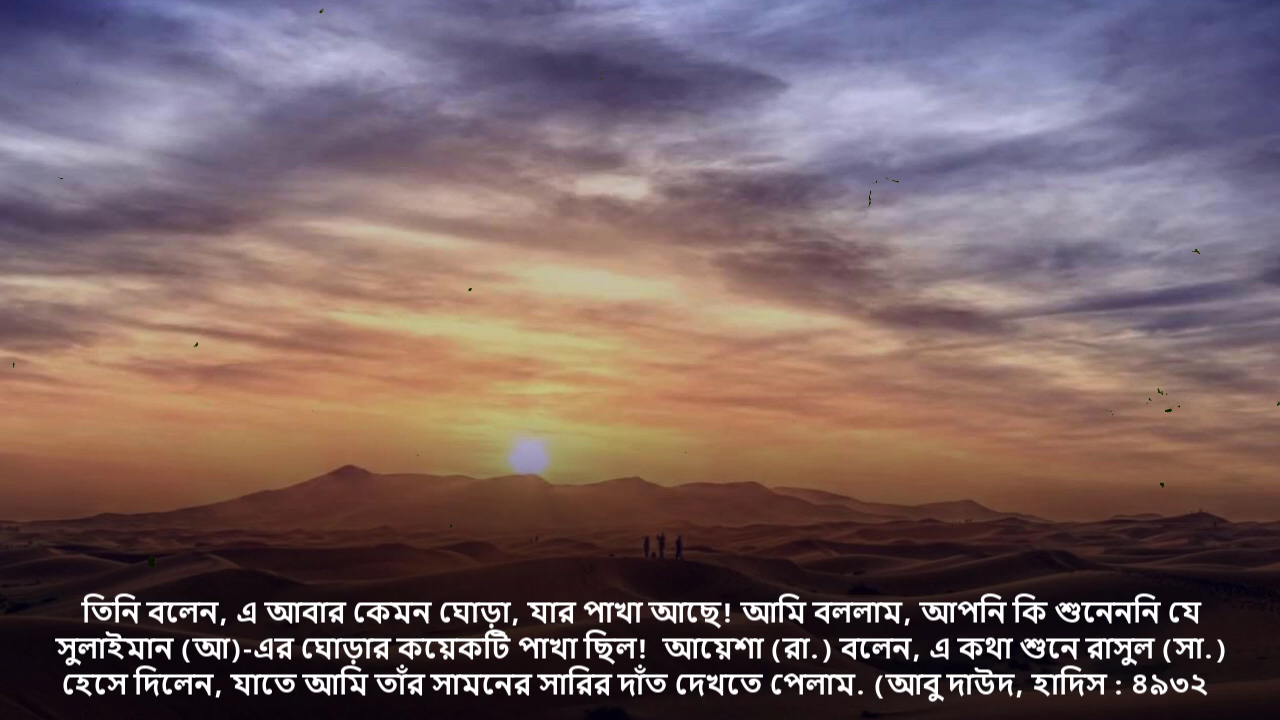 তিনি বলেন, এ আবার কেমন ঘোড়া, যার পাখা আছে! আমি বললাম, আপনি কি শুনেননি যে
সুলাইমান (আ)-এর ঘোড়ার কয়েকটি পাখা ছিল! আয়েশা (রা.) বলেন, এ কথা শুনে রাসুল (সা.)
হেসে দিলেন, যাতে আমি তাঁর সামনের সারির দাঁত দেখতে পেলাম. (আবু দাউদ, হাদিস : ৪৯৩২